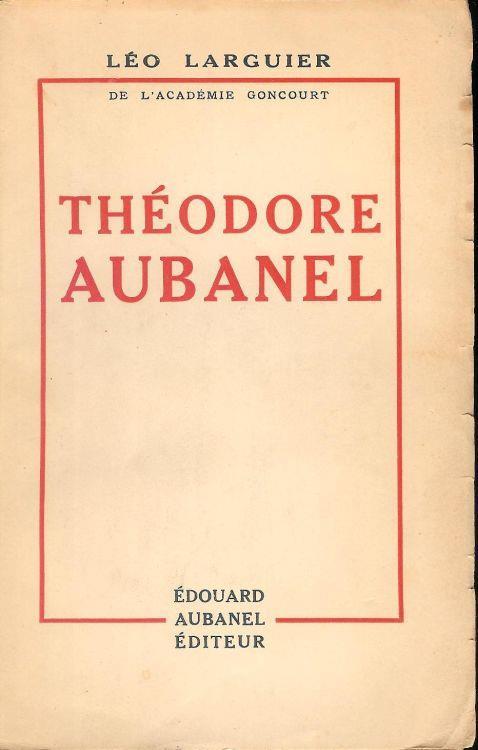 LÉO LARGUIER
DE L'ACADÉMIE GONCOURT
THÉODORE
AUBANEL
ÉDOUARD
AUBANEL
ÉDITEUR